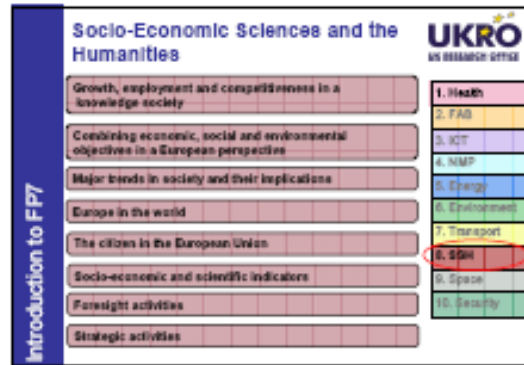 Socio-Economic Sciences and the
Humanities
UKRO
UK RESEARCH OFFICE
Introduction to FP7
Growth, employment and competitiveness in a
knowledge society
Combining economic, social and environmental
objectives in a European perspective
Major trends in society and their implications
Europe in the world
The citizen in the European Union
Socio-economic and scientific indicators
Foresight activities
Strategic activities
1. Health
2. FAB
3. ICT
4. NMP
5. Energy
6. Environment
7. Transport
8. SSH
9. Space
10. Security